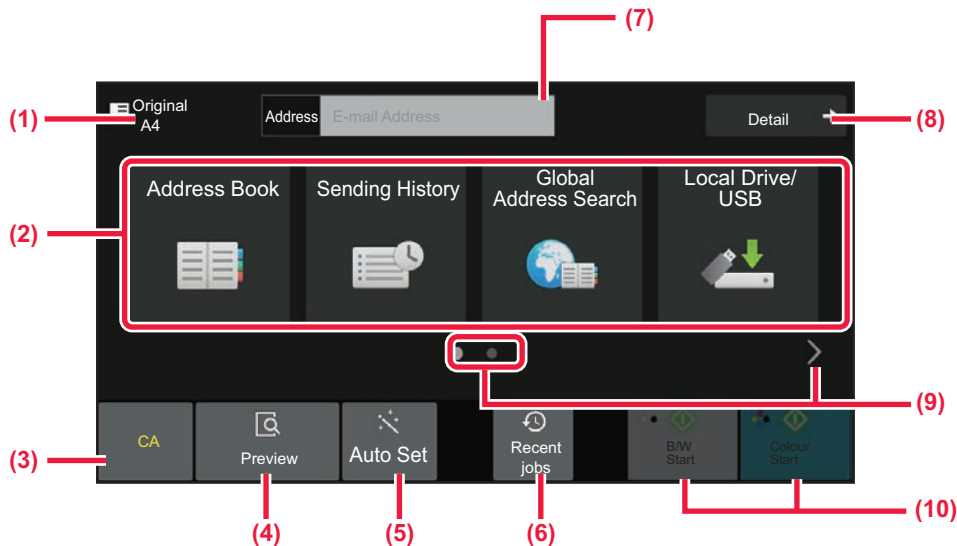 (7)
(1)
Original
A4
Address
E-mail Address
Detail
(8)
(2)
Address Book
Sending History
Global
Address Search
Local Drive/
USB
(9)
(3)
CA
Preview
Auto Set
Recent
jobs
B/W
Start
Colour
Start
(4)
(5)
(6)
(10)